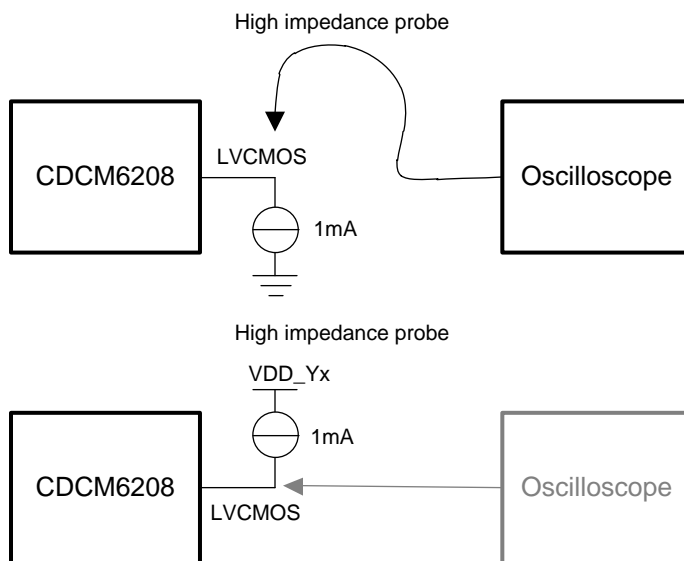 High impedance probe
LVCMOS
CDCM6208
Oscilloscope
1mA
High impedance probe
VDD_Yx
1mA
CDCM6208
Oscilloscope
LVCMOS